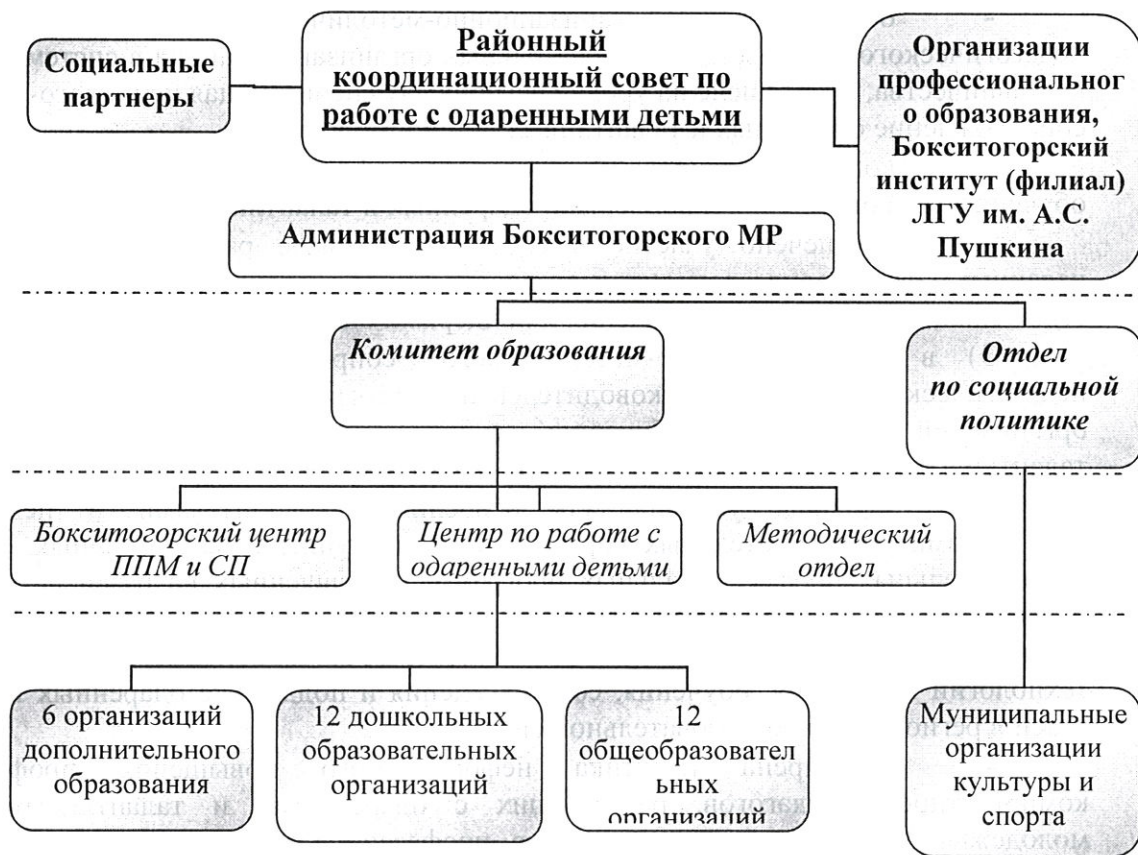 Социальные
партнеры
Районный
координационный совет по
работе с одаренными детьми
Организации
профессиональног
о образования,
Бокситогорский
институт (филиал)
ЛГУ им. А.С.
Пушкина
Администрация Бокситогорского МР
Комитет образования
Отдел
по социальной
политике
Бокситогорский центр
ППМ и СП
Центр по работе с
одаренными детьми
Методический
отдел
6 организаций
дополнительного
образования
12 дошкольных
образовательных
организаций
12
общеобразовател
ьных
организаций
Муниципальные
организации
культуры и
спорта